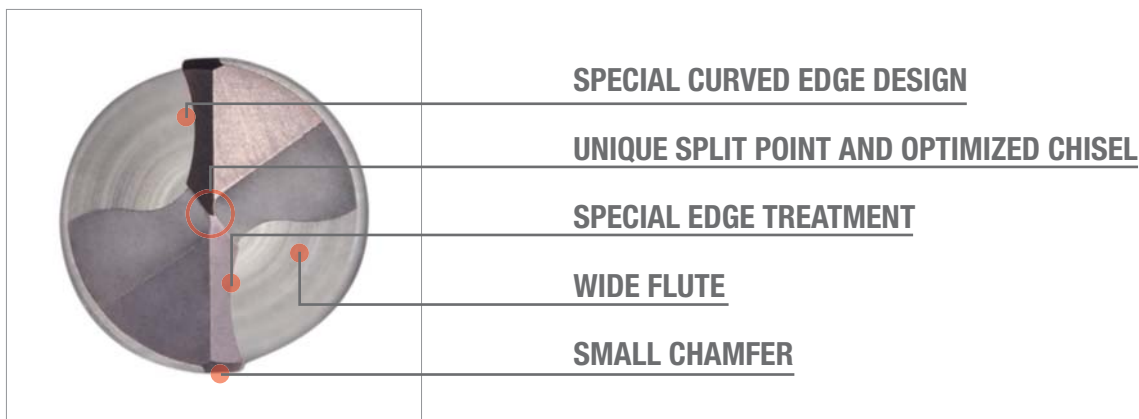 SPECIAL CURVED EDGE DESIGN
UNIQUE SPLIT POINT AND OPTIMIZED CHISEL
SPECIAL EDGE TREATMENT
WIDE FLUTE
SMALL CHAMFER